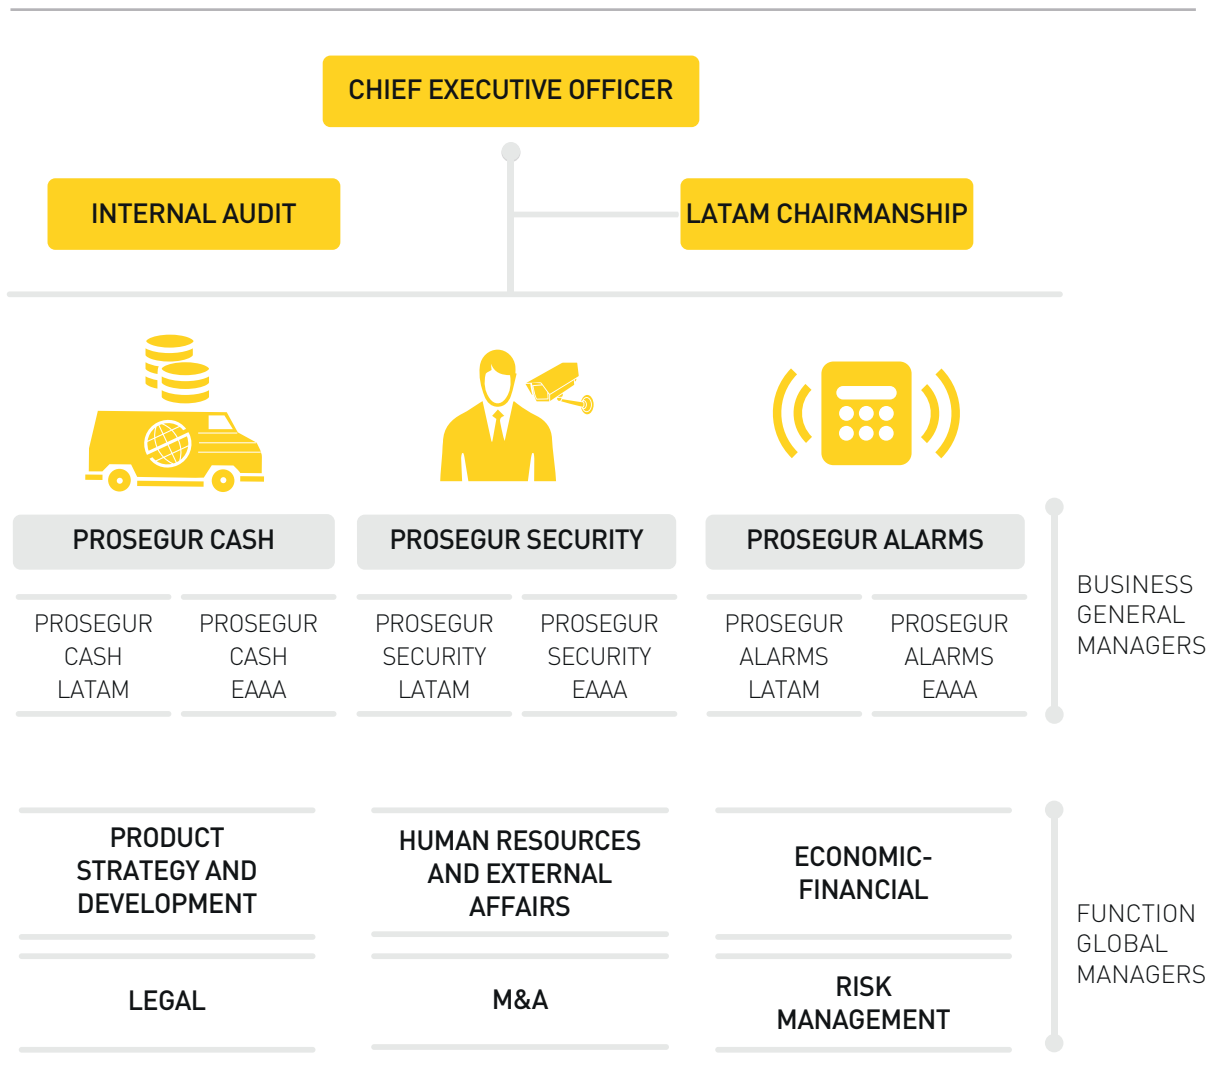 CHIEF EXECUTIVE OFFICER
INTERNAL AUDIT
LATAM CHAIRMANSHIP
PROSEGUR CASH
PROSEGUR SECURITY
PROSEGUR ALARMS
PROSEGUR
CASH
LATAM
PROSEGUR
CASH
EAAA
PROSEGUR
SECURITY
LATAM
PROSEGUR
SECURITY
EAAA
PROSEGUR
ALARMS
LATAM
PROSEGUR
ALARMS
EAAA
BUSINESS
GENERAL
MANAGERS
PRODUCT
STRATEGY AND
DEVELOPMENT
HUMAN RESOURCES
AND EXTERNAL
AFFAIRS
ECONOMIC-
FINANCIAL
LEGAL
M&A
RISK
MANAGEMENT
FUNCTION
GLOBAL
MANAGERS